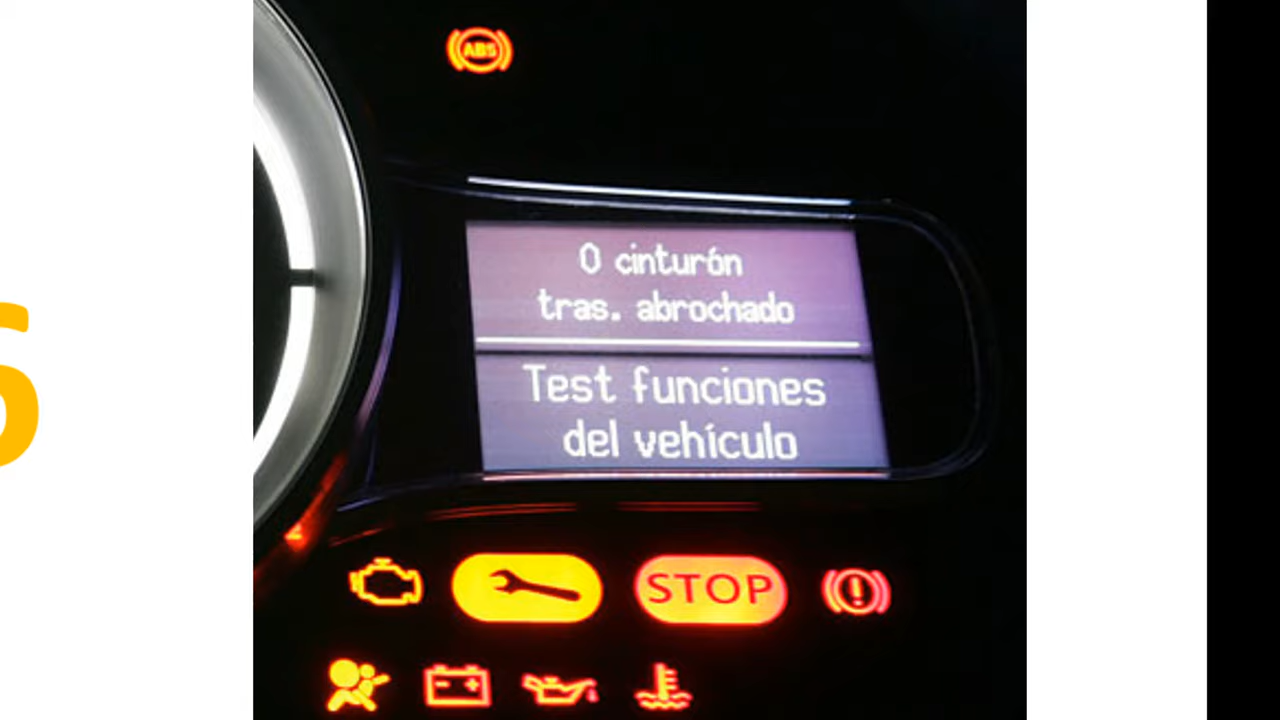 ABS
0 cinturón
tras. abrochado
Test funciones
del vehículo
STOP